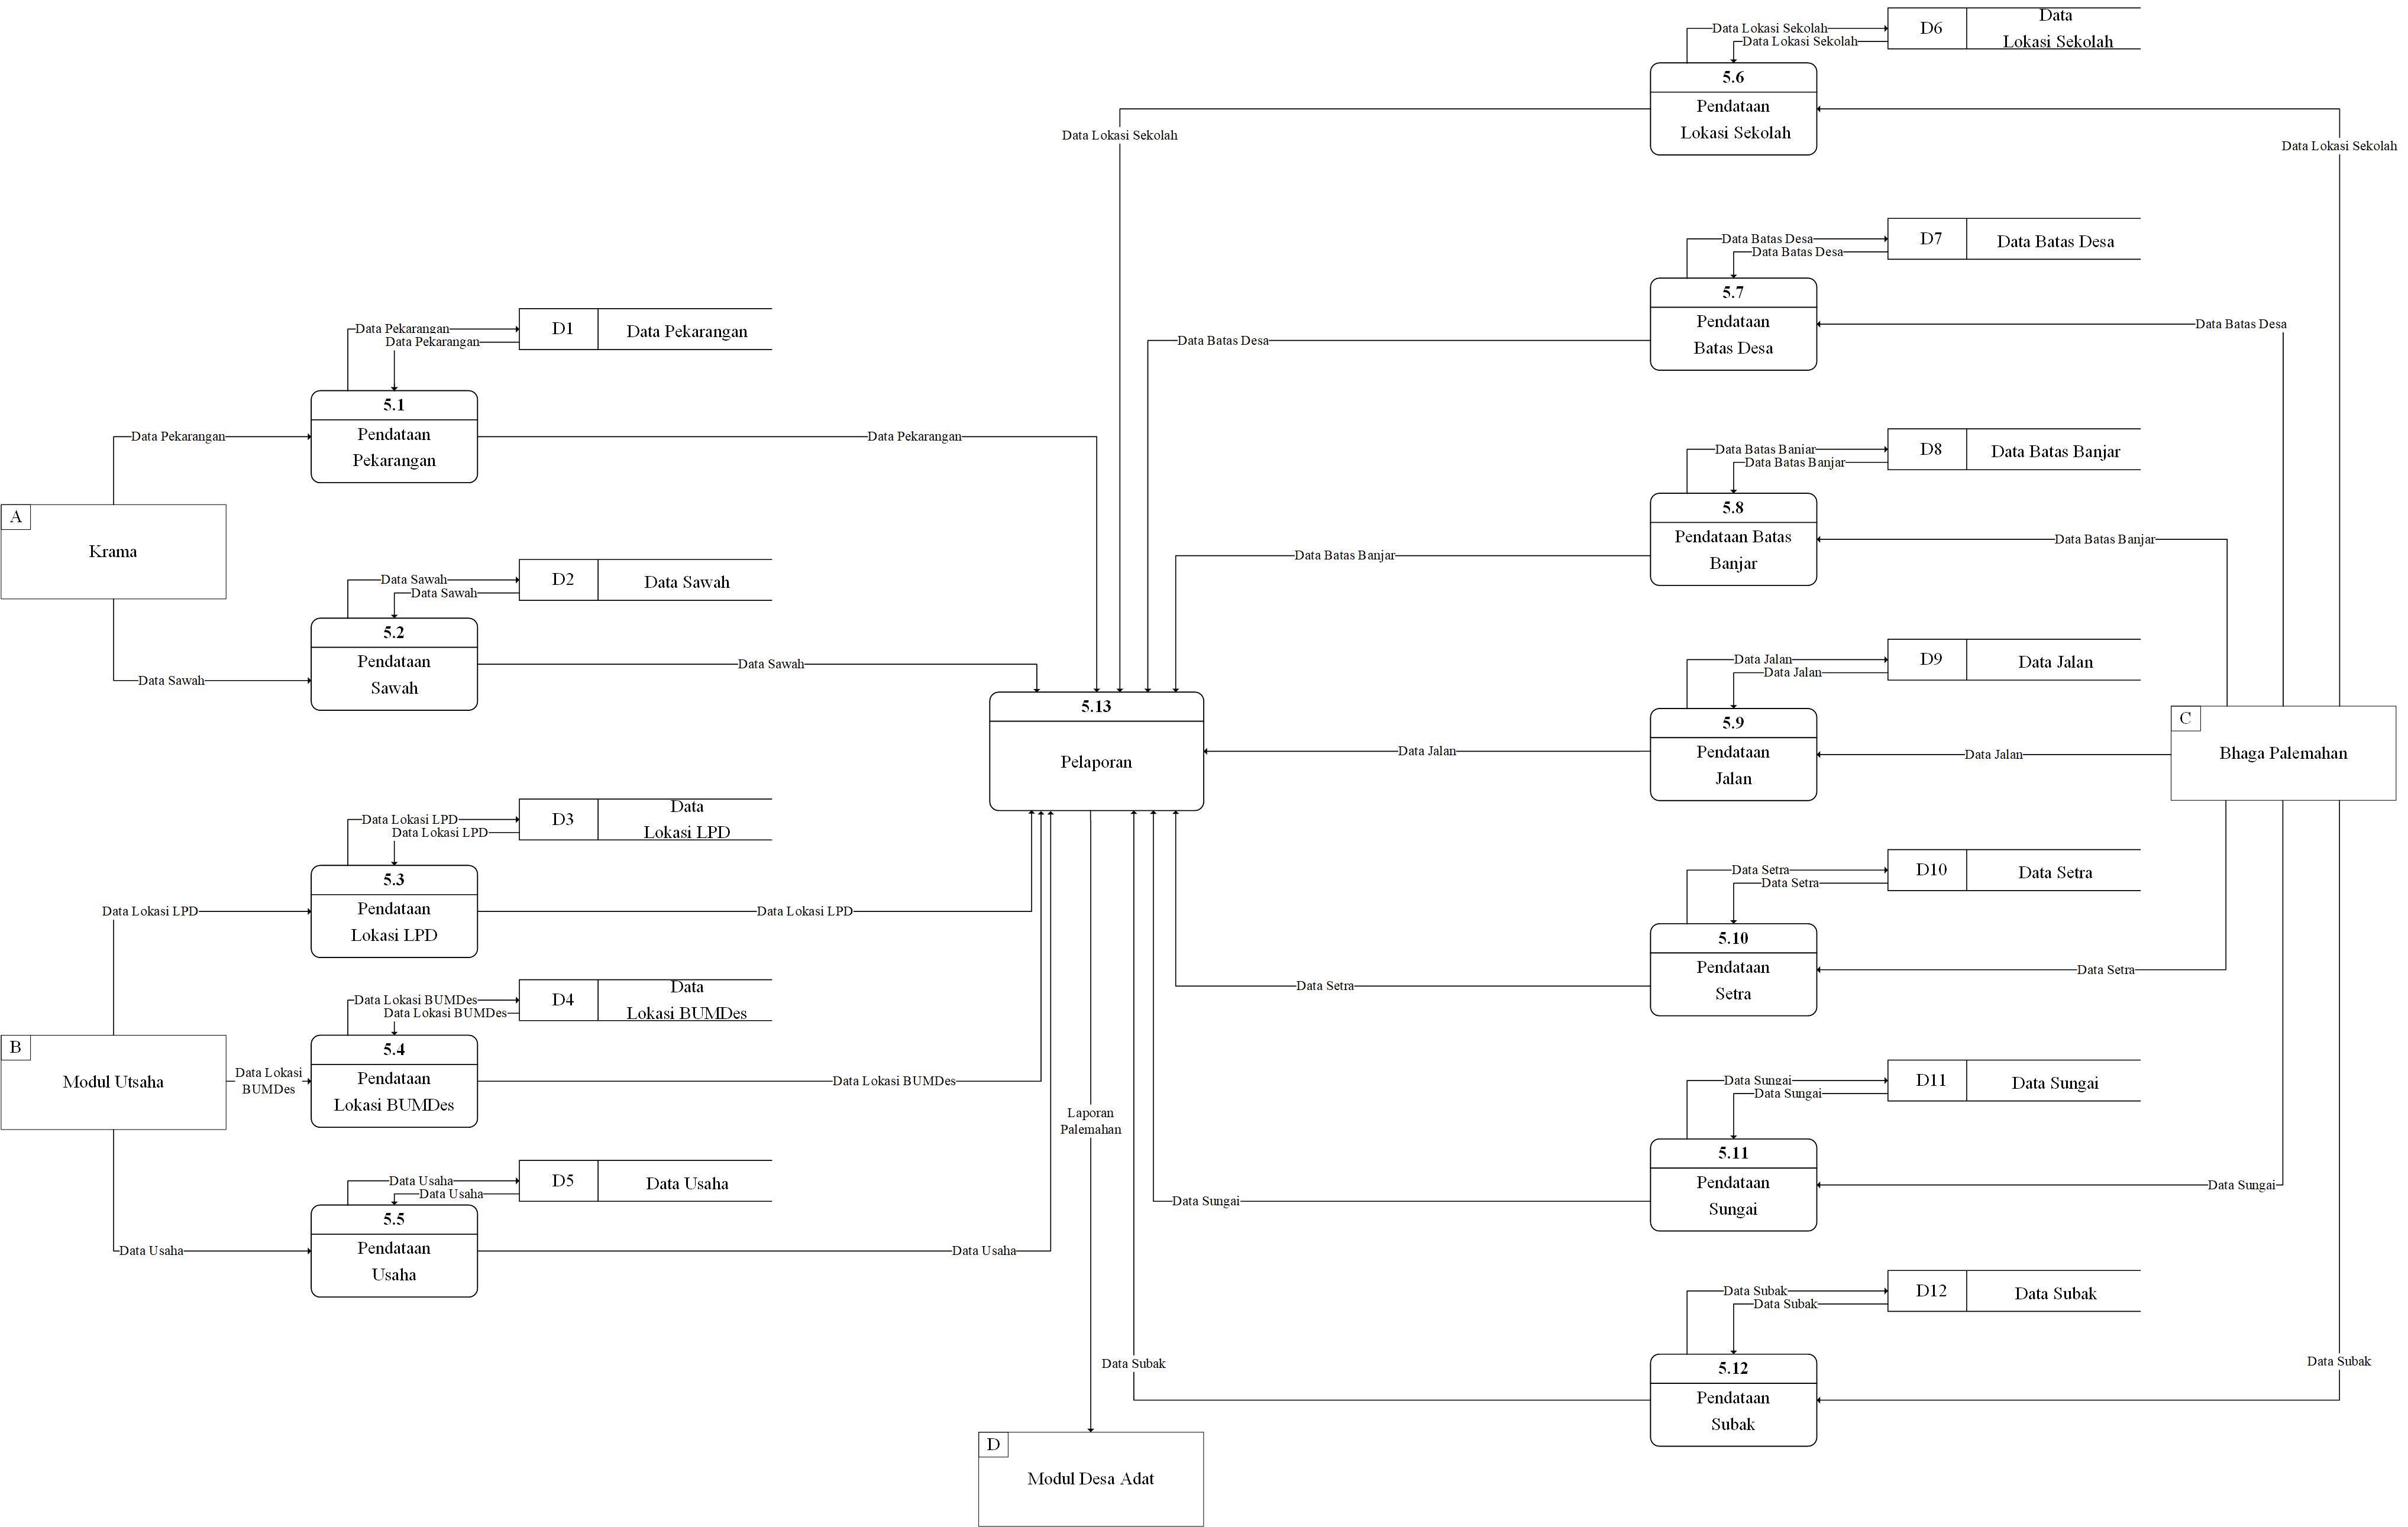 Data Lokasi Sekolah
Data Lokasi Sekolah
D6
Data
Lokasi Sekolah
5.6
Pendataan
Lokasi Sekolah
Data Lokasi Sekolah
Data Lokasi Sekolah
Data Batas Desa
Data Batas Desa
D7
Data Batas Desa
5.7
Pendataan
Batas Desa
Data Batas Desa
Data Batas Desa
Data Pekarangan
Data Pekarangan
D1
Data Pekarangan
5.1
Pendataan
Pekarangan
Data Pekarangan
Data Pekarangan
Data Batas Banjar
Data Batas Banjar
D8
Data Batas Banjar
5.8
Pendataan Batas
Banjar
Data Batas Banjar
Data Batas Banjar
A
Krama
Data Sawah
Data Sawah
D2
Data Sawah
5.2
Pendataan
Sawah
Data Sawah
Data Sawah
Data Jalan
Data Jalan
D9
Data Jalan
5.9
Pendataan
Jalan
Data Jalan
Data Jalan
5.13
Pelaporan
C
Bhaga Palemahan
Data Lokasi LPD
Data Lokasi LPD
D3
Data
Lokasi LPD
5.3
Pendataan
Lokasi LPD
Data Lokasi LPD
Data Lokasi LPD
Data Setra
Data Setra
D10
Data Setra
5.10
Pendataan
Setra
Data Setra
Data Setra
Data Lokasi BUMDes
Data Lokasi BUMDes
D4
Data
Lokasi BUMDes
B
Modul Utsaha
Data Lokasi
BUMDes
5.4
Pendataan
Lokasi BUMDes
Data Lokasi BUMDes
Laporan
Palemahan
Data Sungai
Data Sungai
D11
Data Sungai
5.11
Pendataan
Sungai
Data Sungai
Data Sungai
Data Usaha
Data Usaha
D5
Data Usaha
5.5
Pendataan
Usaha
Data Usaha
Data Usaha
Data Subak
Data Subak
D12
Data Subak
5.12
Pendataan
Subak
Data Subak
Data Subak
D
Modul Desa Adat